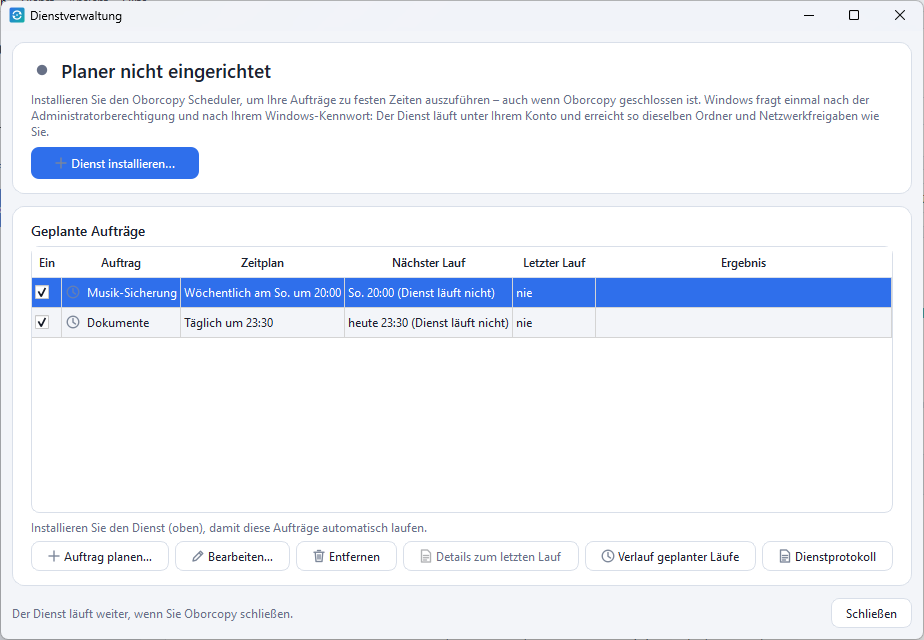 Dienstverwaltung
Planer nicht eingerichtet
Installieren Sie den Oborcopy Scheduler, um Ihre Aufträge zu festen Zeiten auszuführen – auch wenn Oborcopy geschlossen ist. Windows fragt einmal nach der
Administratorberechtigung und nach Ihrem Windows-Kennwort: Der Dienst läuft unter Ihrem Konto und erreicht so dieselben Ordner und Netzwerkfreigaben wie
Sie.
Dienst installieren...
Geplante Aufträge
Ein Auftrag Zeitplan Nächster Lauf Letzter Lauf Ergebnis
Musik-Sicherung Wöchentlich am So. um 20:00 So. 20:00 (Dienst läuft nicht) nie
Dokumente Täglich um 23:30 heute 23:30 (Dienst läuft nicht) nie
Installieren Sie den Dienst (oben), damit diese Aufträge automatisch laufen.
Auftrag planen... Bearbeiten... Entfernen Details zum letzten Lauf Verlauf geplanter Läufe Dienstprotokoll
Der Dienst läuft weiter, wenn Sie Oborcopy schließen.
Schließen